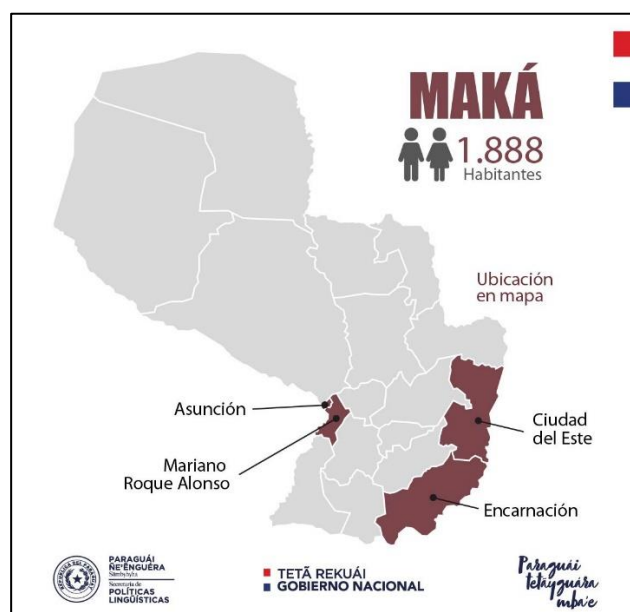 MAKÁ
1.888
Habitantes
Ubicación
en mapa
Asunción
Mariano
Roque Alonso
Ciudad
del Este
Encarnación
PARAGUÁI
ÑE'ẼNGUÉRA
Sãmbyhyha
Secretaría de
POLÍTICAS
LINGÜÍSTICAS
TETÃ REKUÁI
GOBIERNO NACIONAL
Paraguái
tetãyguára
mba'e